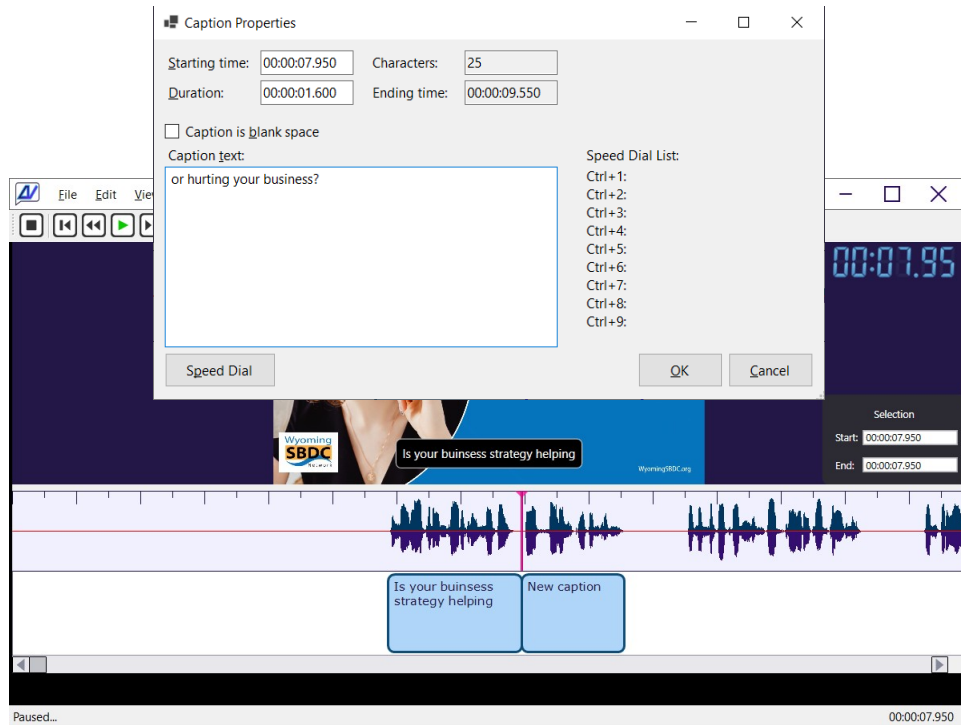 Caption Properties
Starting time: 00:00:07.950 Characters: 25
Duration: 00:00:01.600 Ending time: 00:00:09.550
Caption is blank space
Caption text: Speed Dial List:
or hurting your business?
Ctrl+1:
Ctrl+2:
Ctrl+3:
Ctrl+4:
Ctrl+5:
Ctrl+6:
Ctrl+7:
Ctrl+8:
Ctrl+9:
Speed Dial OK Cancel
File Edit
00:07.95
Selection
Start: 00:00:07.950
End: 00:00:07.950
Wyoming
SBDC
Network
Is your buinsess strategy helping
WyomingSBDC.org
Is your buinsess
strategy helping
New caption
Paused... 00:00:07.950